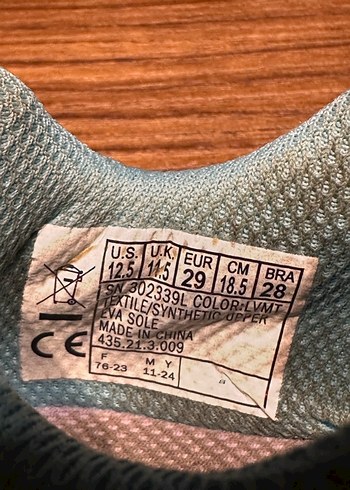 U.S. U.K. EUR CM BRA
12.5 11.5 29 18.5 28
SN 302339L COLOR:LVMT
TEXTILE/SYNTHETIC UPPER
EVA SOLE
MADE IN CHINA
435.21.3.009
F M Y
76-23 11-24
CE